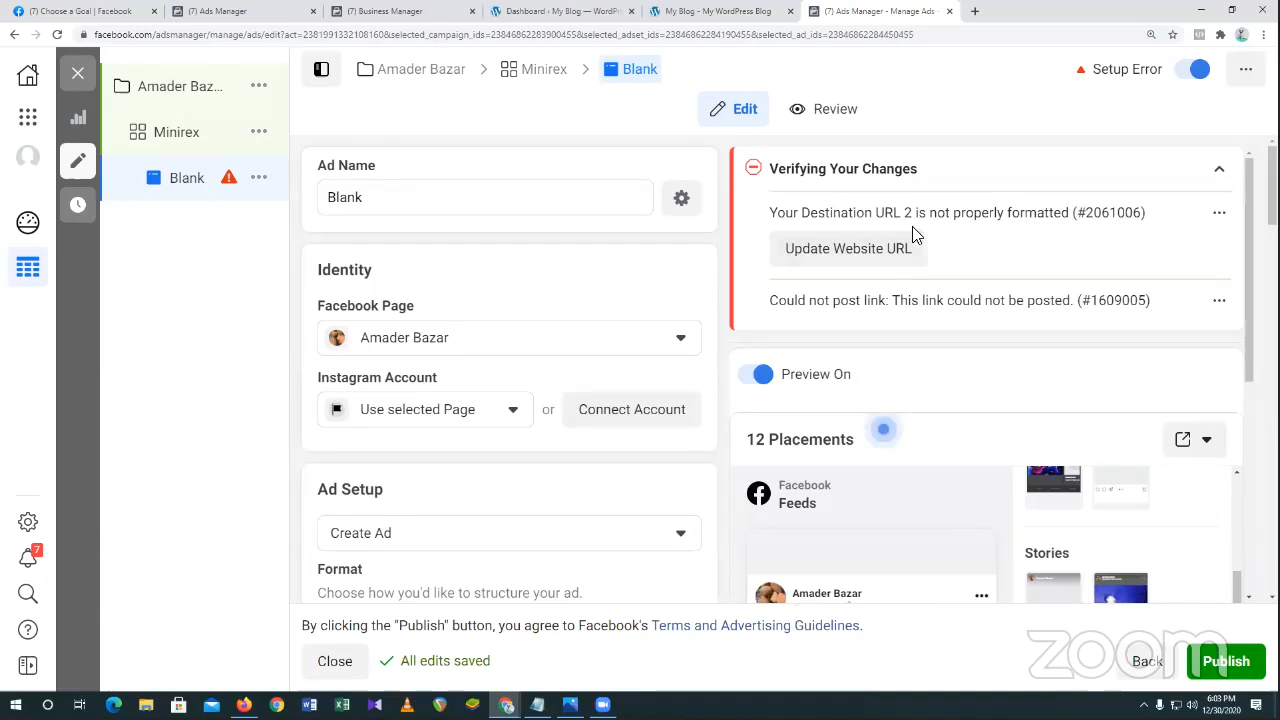 (7) Choose a Goal | Facebook
(7) Ads Manager
(7) Business Manager
Dashboard ‹ My Blog — WordPr
My Blog – My WordPress Blog
(7) Ads Manager - Manage Ads -
facebook.com/adsmanager/manage/ads/edit?act=238199133210816&selected_campaign_ids=23846862283900455&selected_adset_ids=23846862284190455&selected_ad_ids=23846862284450455
Amader Baz...
Minirex
Blank
Amader Bazar
Minirex
Blank
Setup Error
Edit
Review
Ad Name
Blank
Identity
Facebook Page
Amader Bazar
Instagram Account
Use selected Page
or
Connect Account
Ad Setup
Create Ad
Format
Choose how you'd like to structure your ad.
Verifying Your Changes
Your Destination URL 2 is not properly formatted (#2061006)
Update Website URL
Could not post link: This link could not be posted. (#1609005)
Preview On
12 Placements
Facebook
Feeds
Amader Bazar
Stories
7
By clicking the "Publish" button, you agree to Facebook's Terms and Advertising Guidelines.
Close
All edits saved
Back
Publish
zoom
6:03 PM
12/30/2020